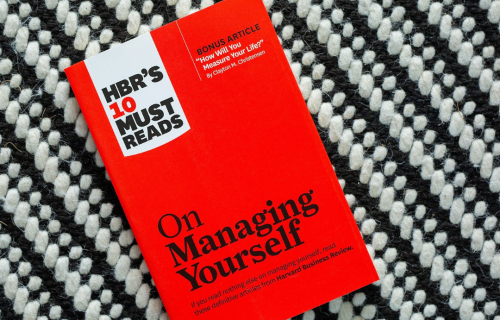 BONUS ARTICLE
"How Will You
Measure Your Life?"
By Clayton M. Christensen
HBR'S
10
MUST
READS
On
Managing
Yourself
If you read nothing else on managing yourself, read
these definitive articles from Harvard Business Review.